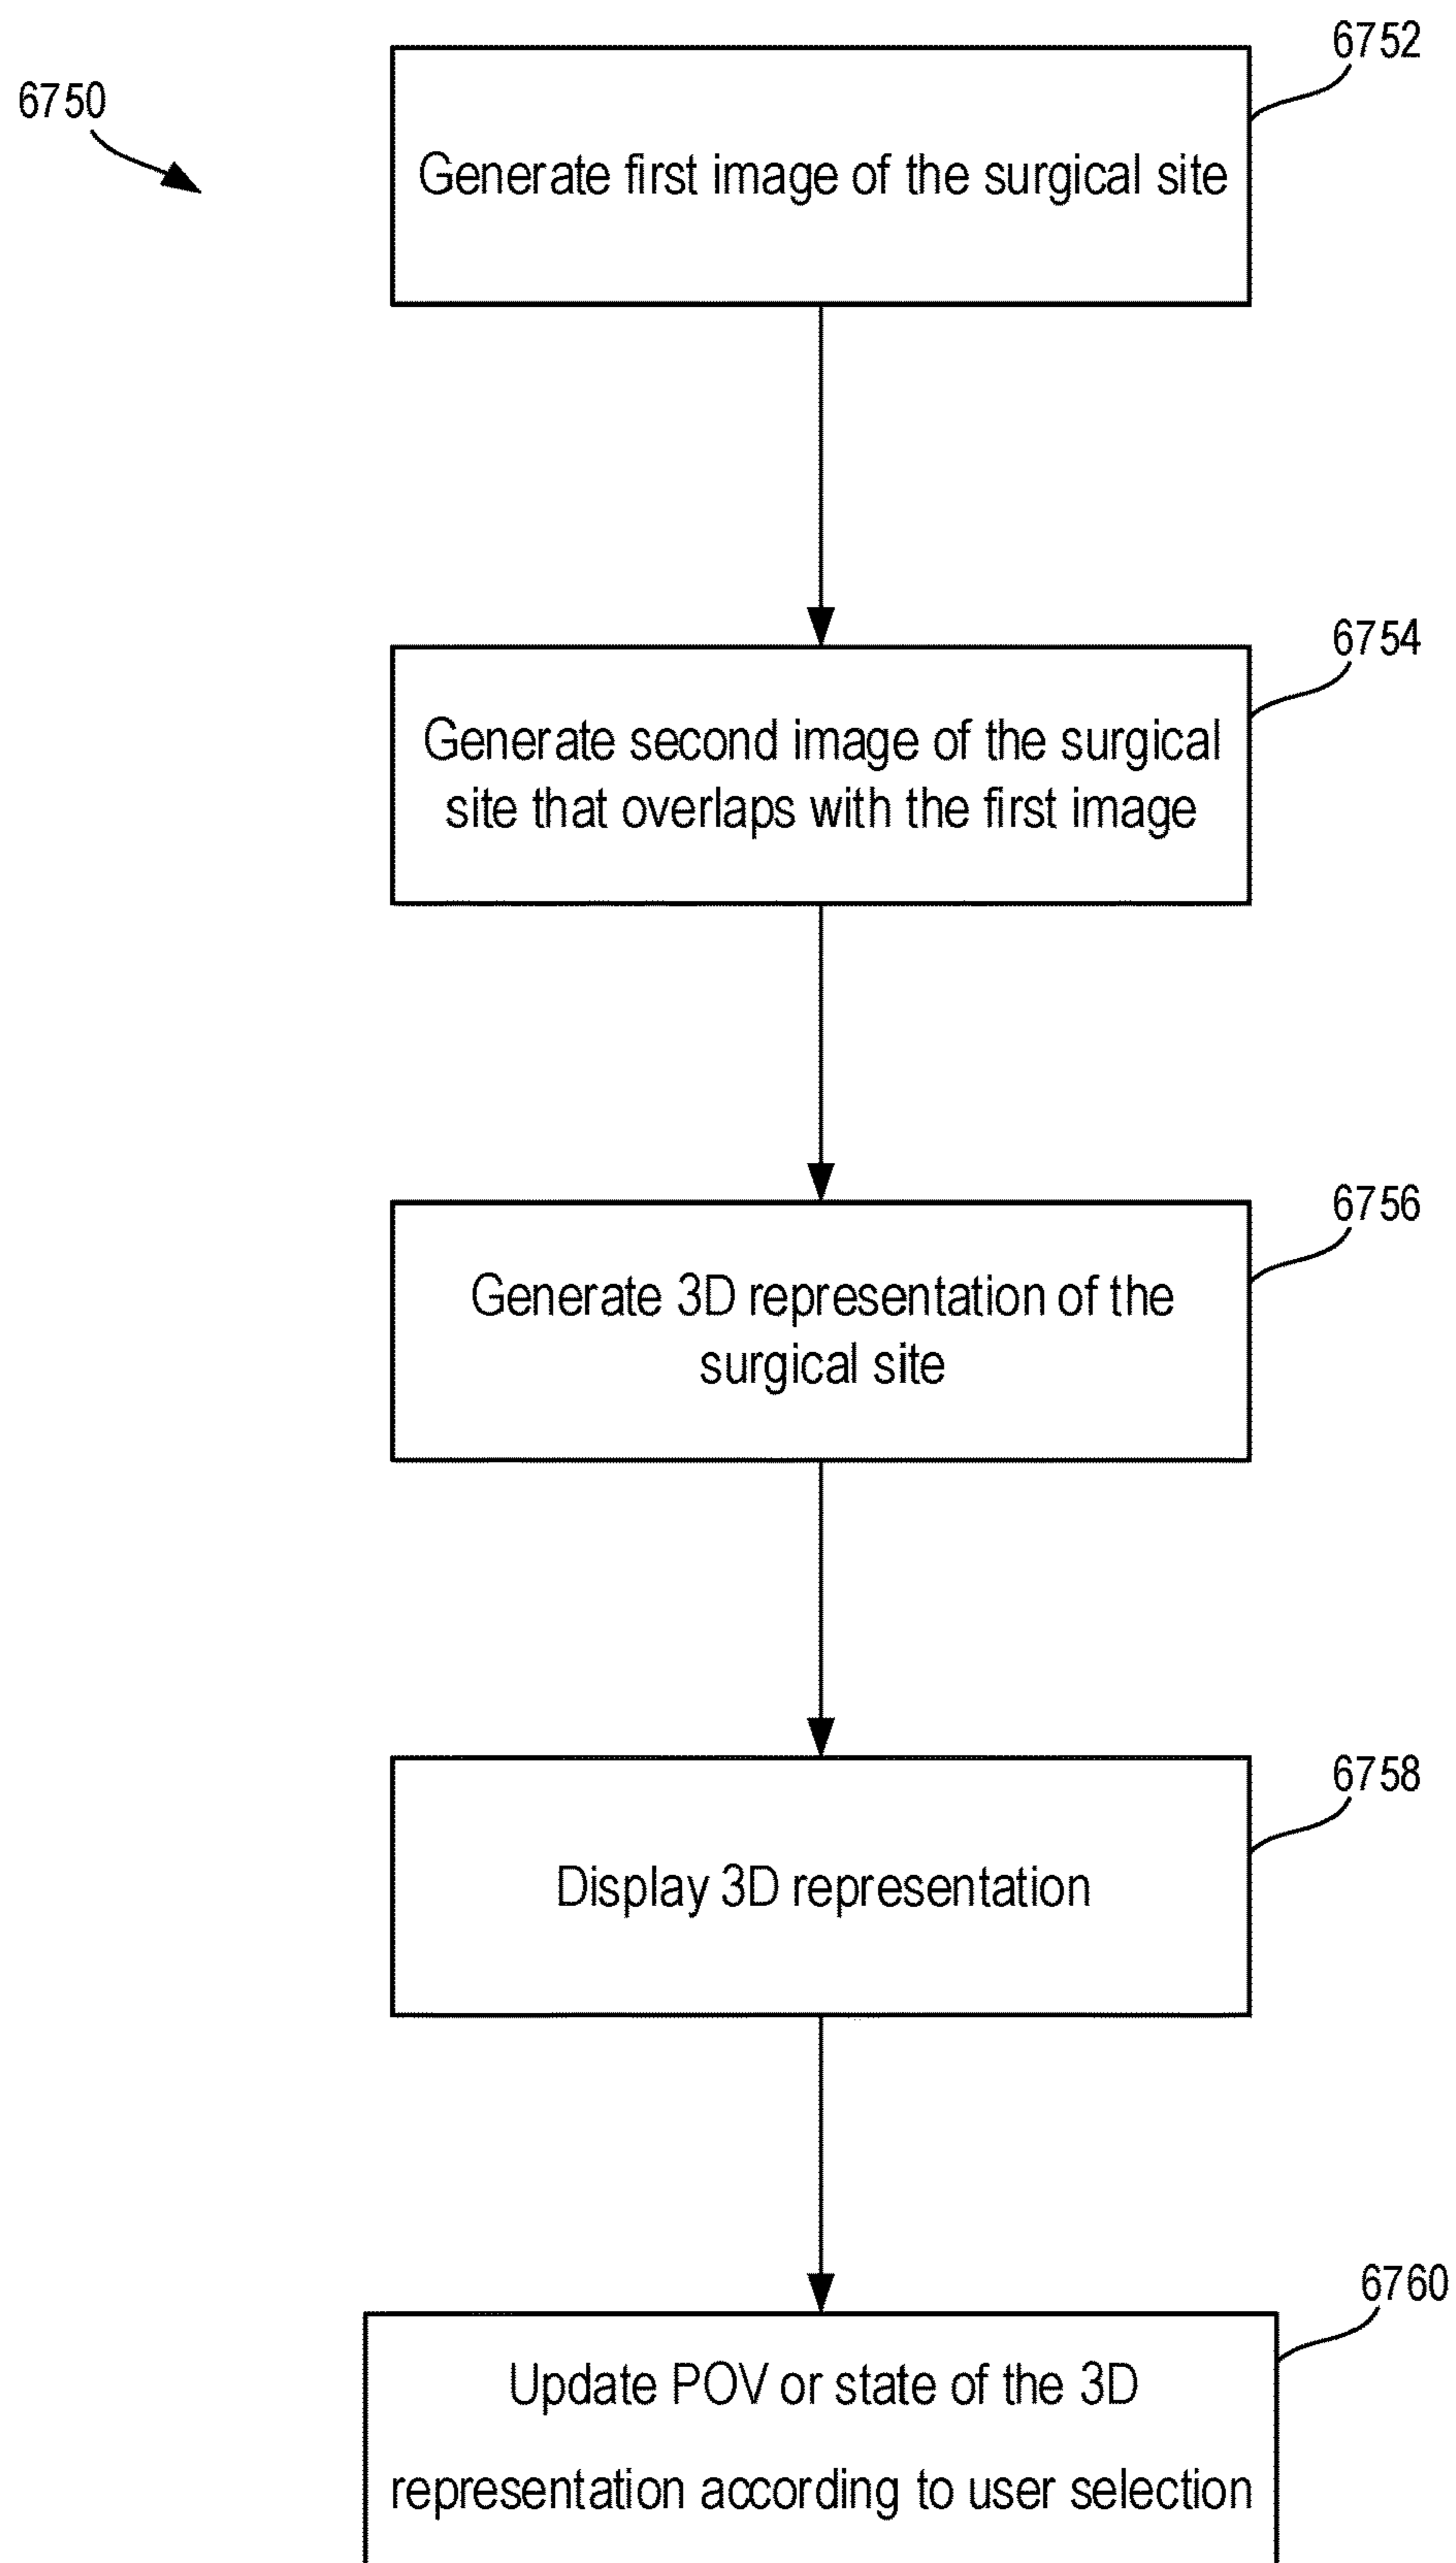 6752
6750
Generate first image of the surgical site
6754
Generate second image of the surgical
site that overlaps with the first image
6756
Generate 3D representation of the
surgical site
6758
Display 3D representation
6760
Update POV or state of the 3D
representation according to user selection